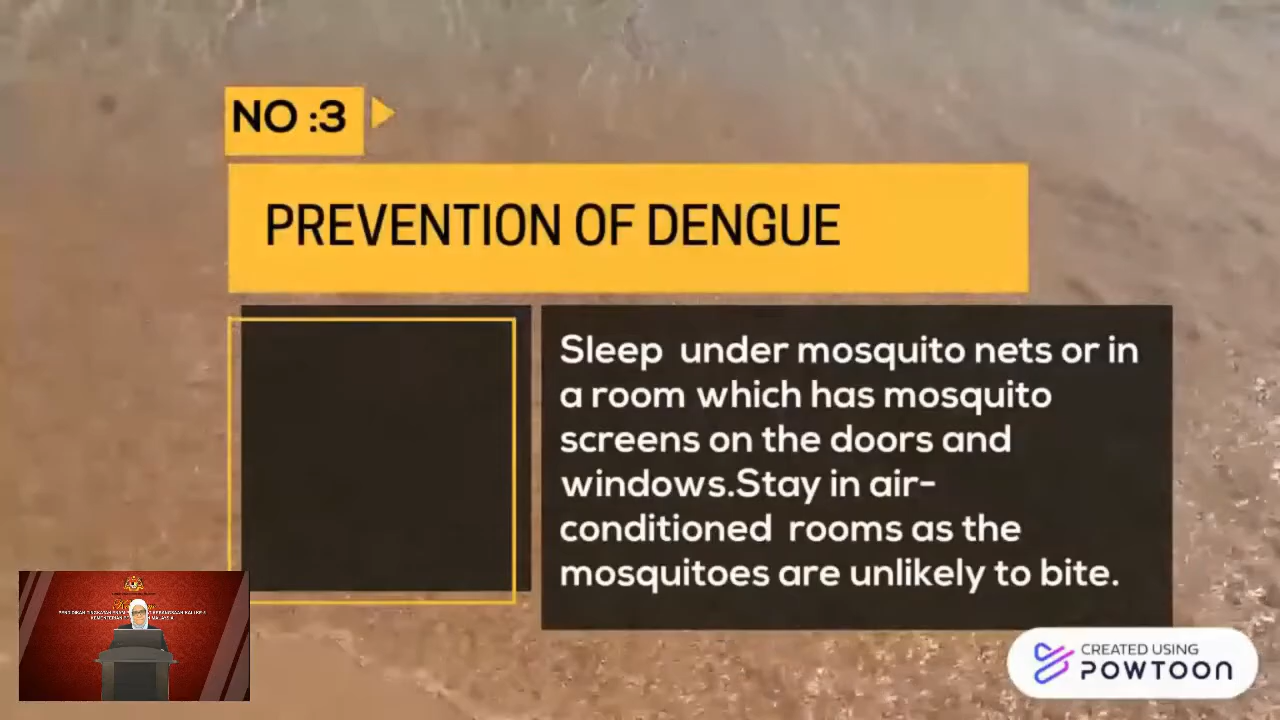 NO :3
PREVENTION OF DENGUE
Sleep under mosquito nets or in
a room which has mosquito
screens on the doors and
windows.Stay in air-
conditioned rooms as the
mosquitoes are unlikely to bite.
CREATED USING
POWTOON